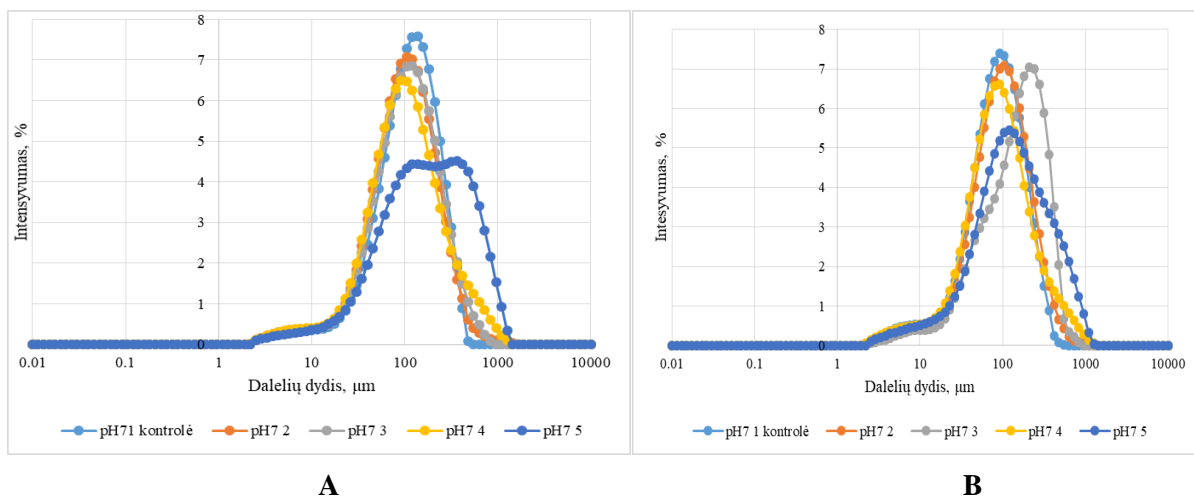 8
7
6
5
4
3
2
1
0
Intensyvumas, %
0.01 0.1 1 10 100 1000 10000
Dalelių dydis, µm
pH71 kontrolė pH7 2 pH7 3 pH7 4 pH7 5
A
8
7
6
5
4
3
2
1
0
Intesyvumas, %
0.01 0.1 1 10 100 1000 10000
Dalelių dydis, µm
pH7 1 kontrolė pH7 2 pH7 3 pH7 4 pH7 5
B